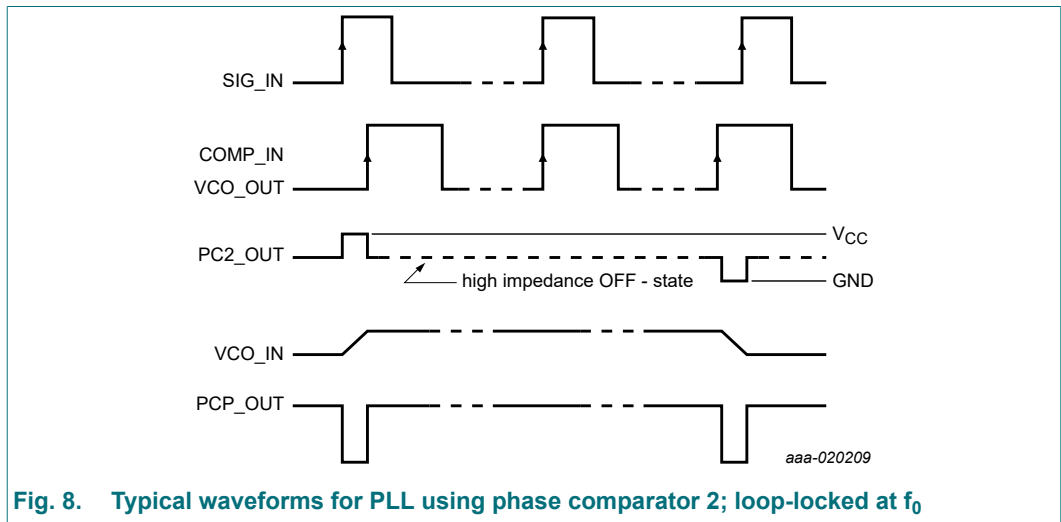 SIG_IN
COMP_IN
VCO_OUT
PC2_OUT
VCC
high impedance OFF - state
GND
VCO_IN
PCP_OUT
aaa-020209
Fig. 8. Typical waveforms for PLL using phase comparator 2; loop-locked at f0